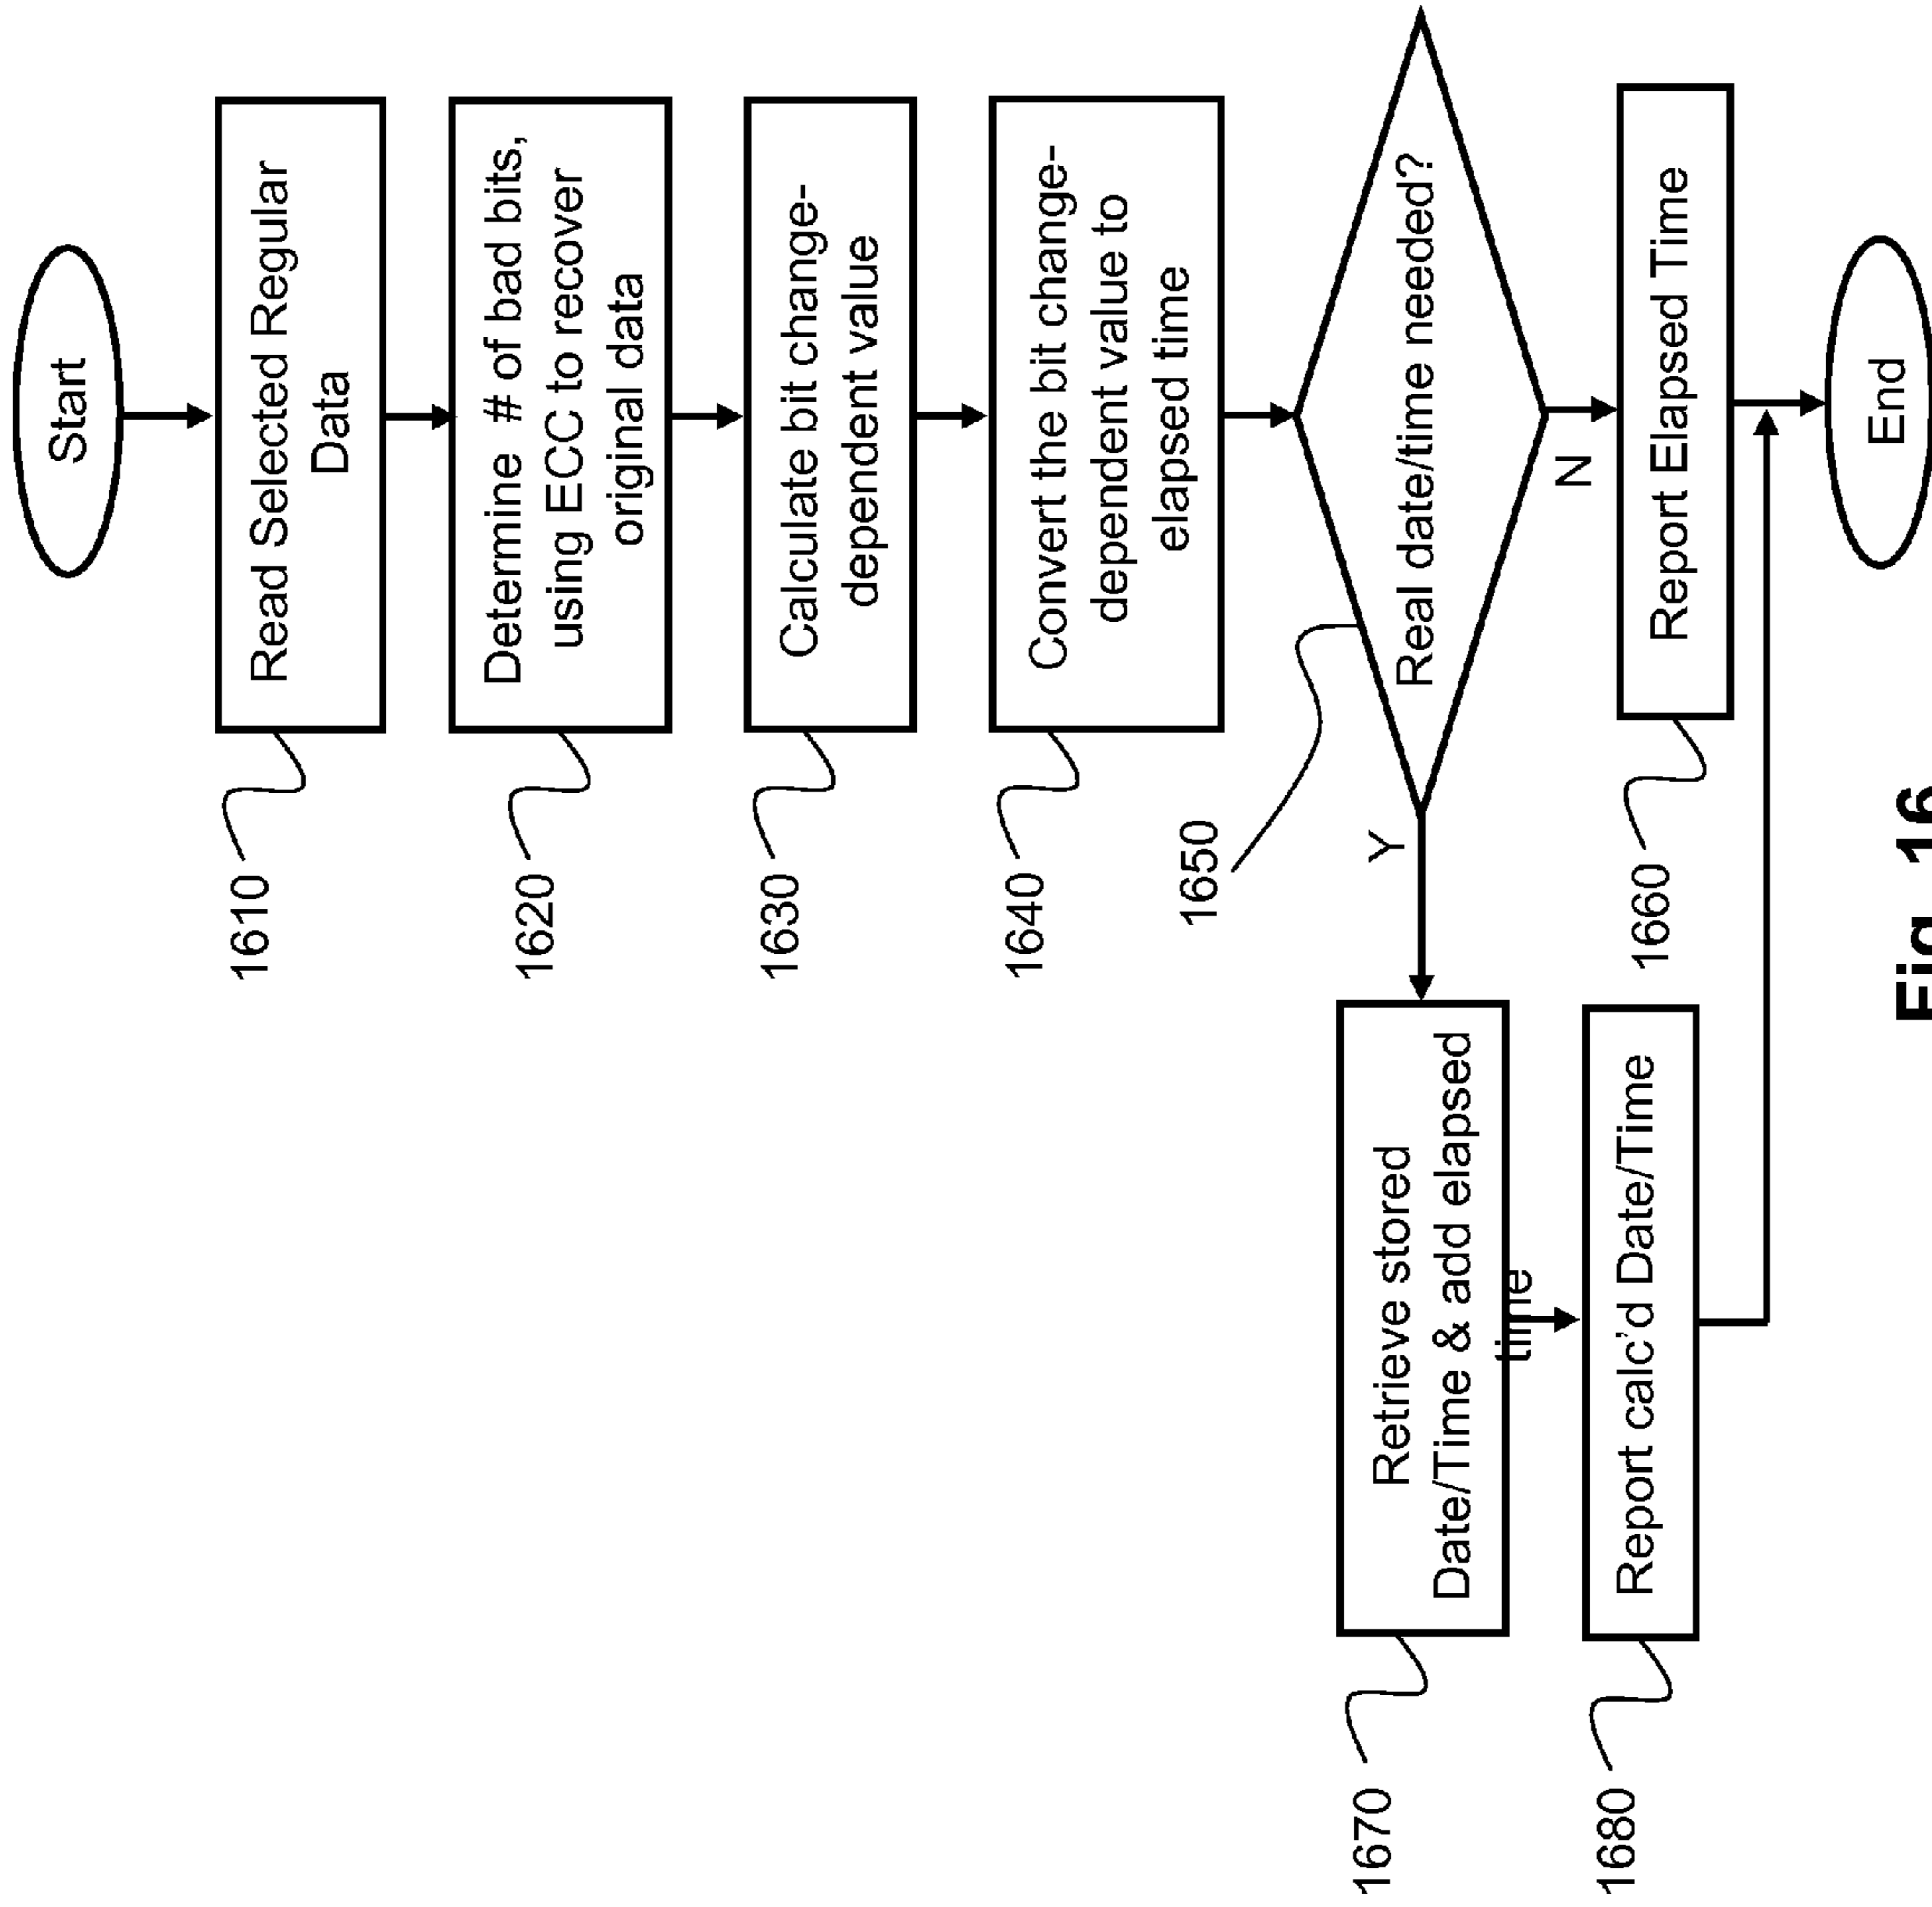 Start
1610
Read Selected Regular
Data
1620
Determine # of bad bits,
using ECC to recover
original data
1630
Calculate bit change-
dependent value
1640
Convert the bit change-
dependent value to
elapsed time
1650
Real date/time needed?
Y
N
1670
Retrieve stored
Date/Time & add elapsed
time
1660
Report Elapsed Time
1680
Report calc'd Date/Time
End
Fig. 16